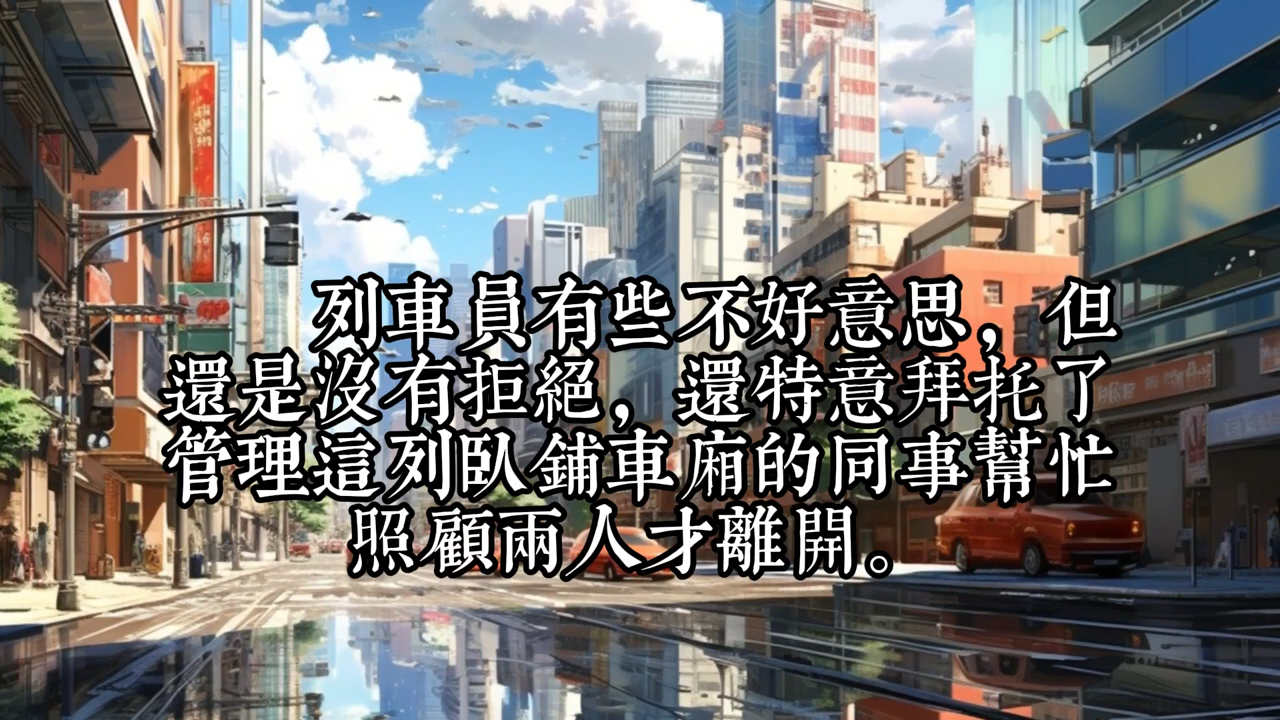 列車員有些不好意思，但
還是沒有拒絕，還特意拜托了
管理這列臥鋪車廂的同事幫忙
照顧兩人才離開。